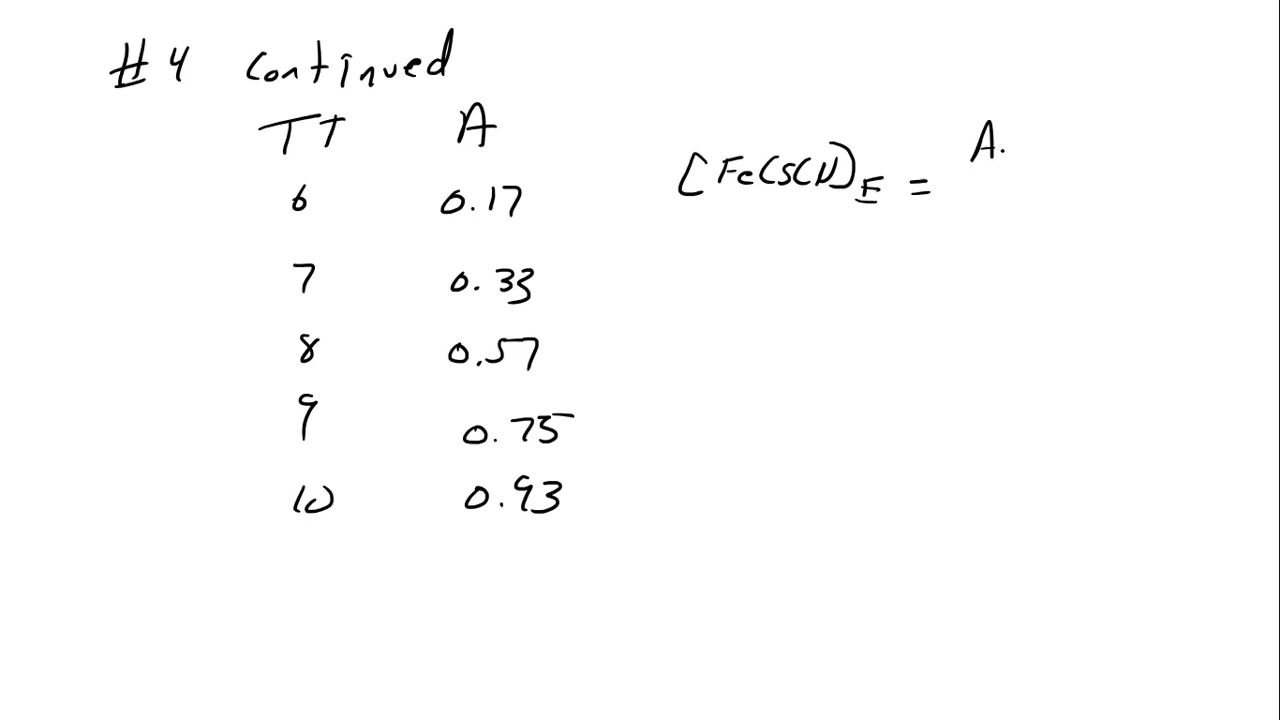 #4 continued
TT A
6 0.17
7 0.33
8 0.57
9 0.75
10 0.93
[Fe(SCN)]E = A.